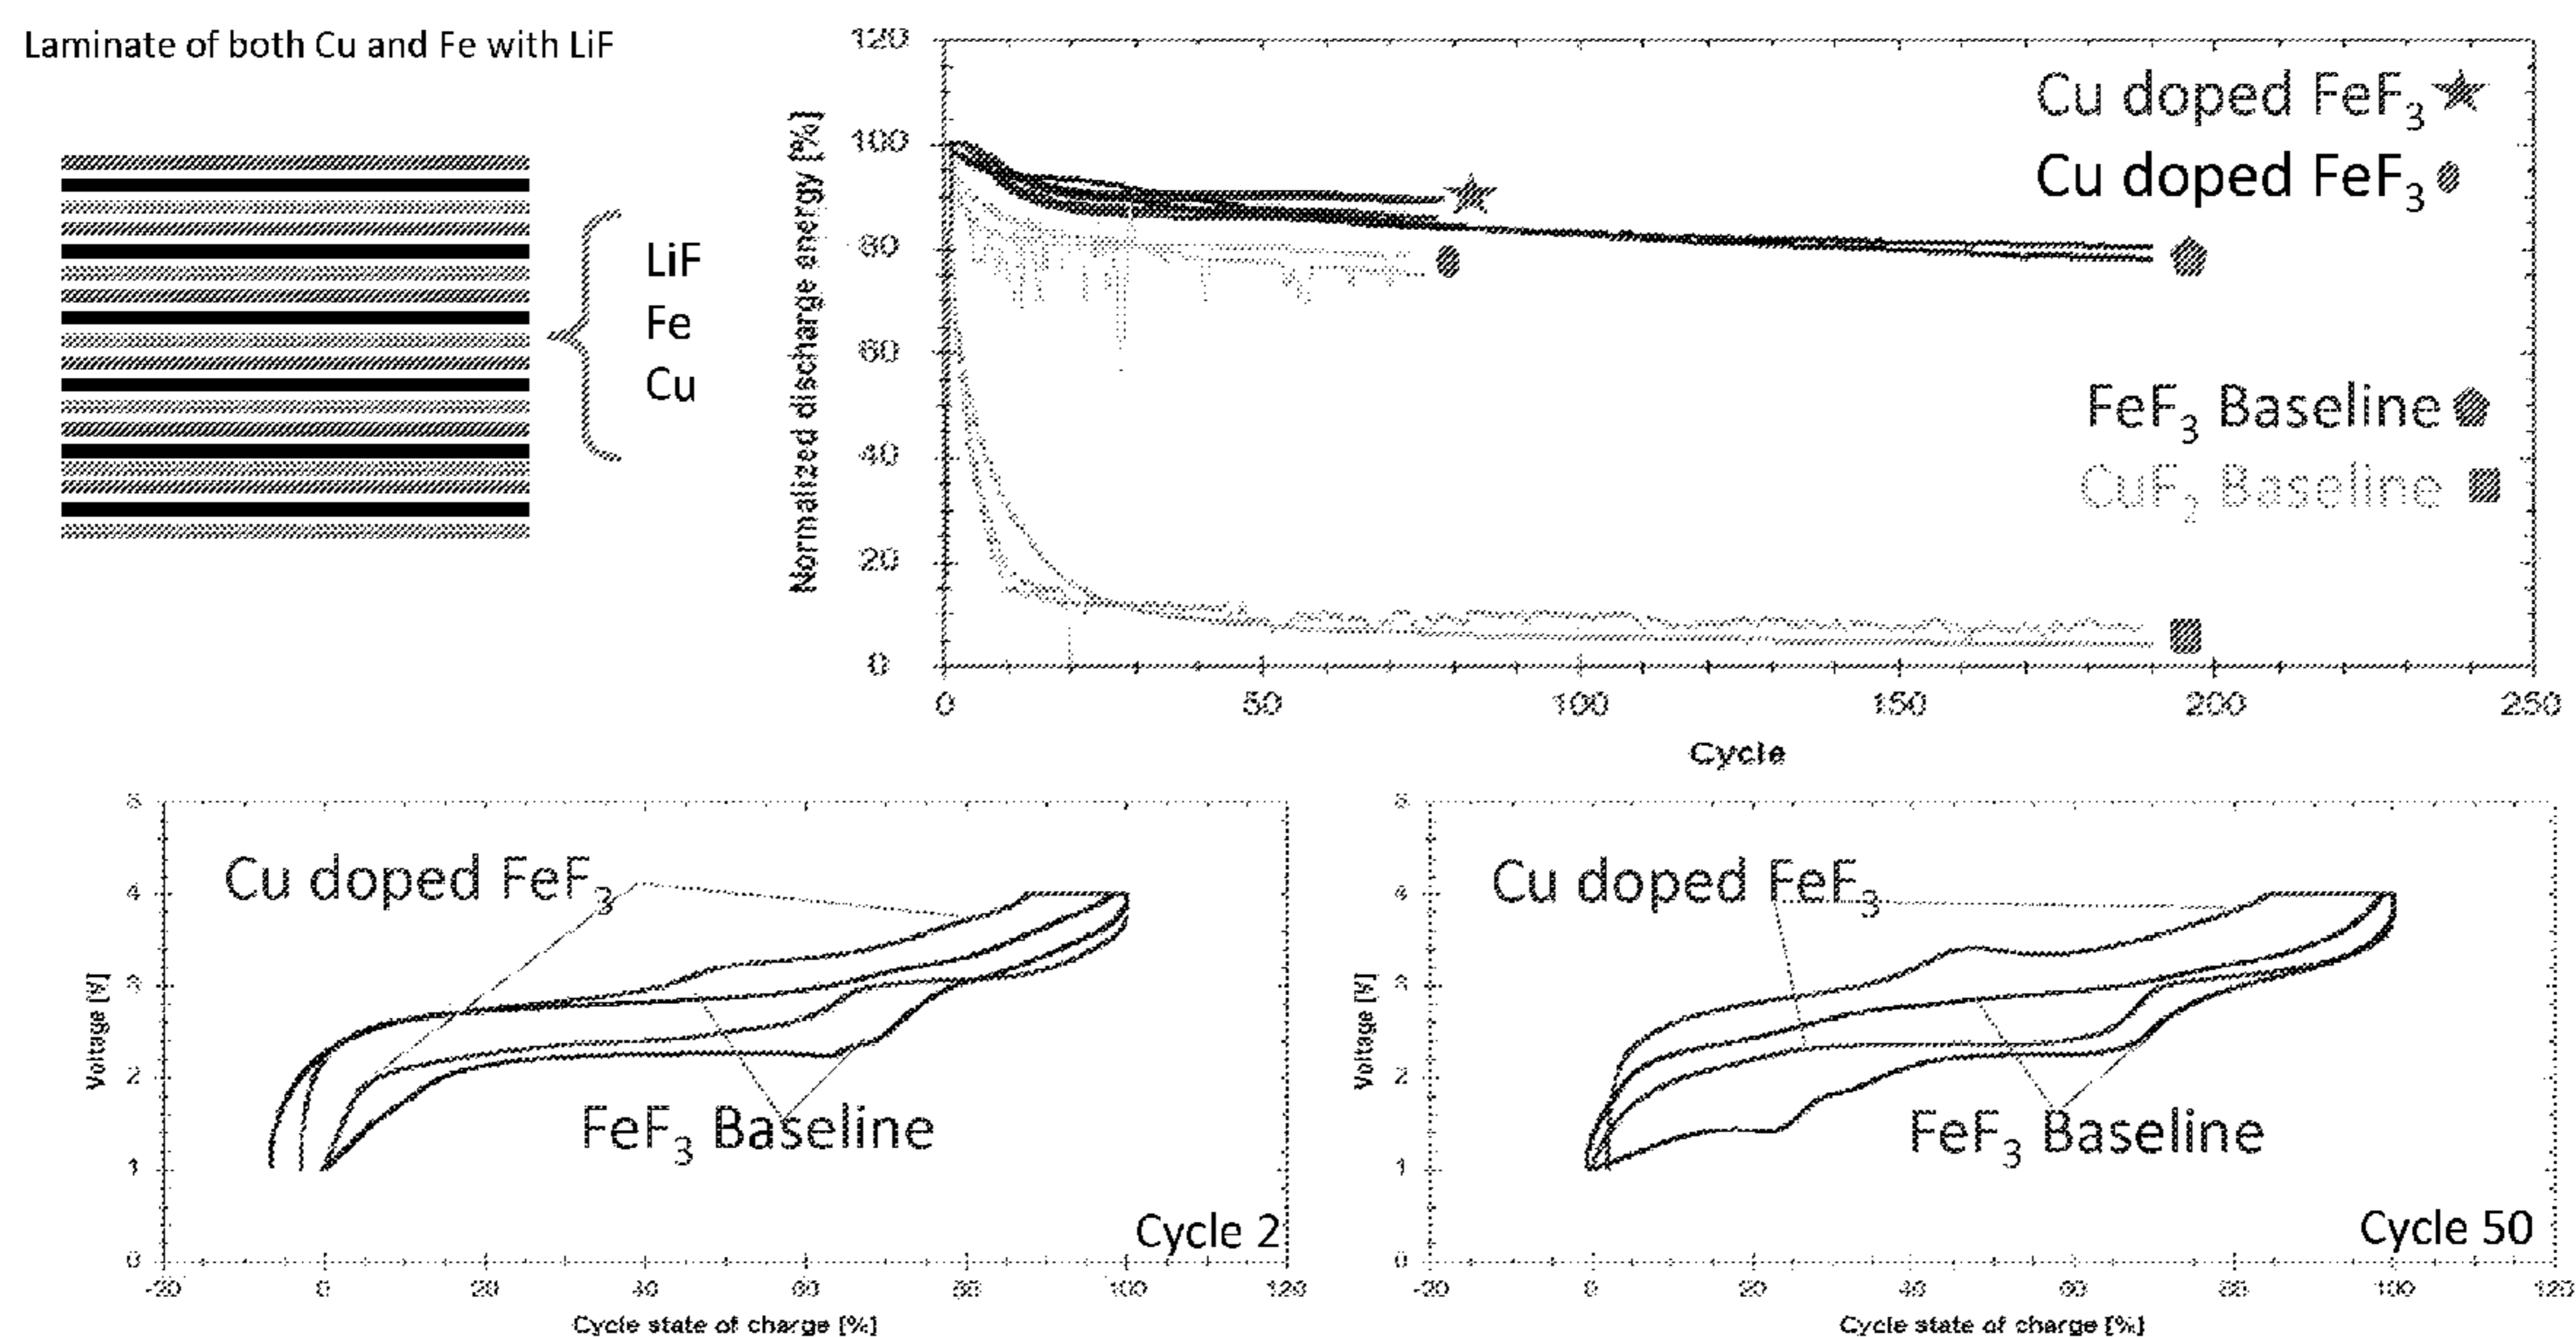 Laminate of both Cu and Fe with LiF
LiF
Fe
Cu
Normalized discharge energy [%]
120
100
80
60
40
20
0
0 50 100 150 200 250
Cycle
Cu doped FeF3
Cu doped FeF3
FeF3 Baseline
CuF2 Baseline
Voltage [V]
5
4
3
2
1
0
-20 0 20 40 60 80 100 120
Cycle state of charge [%]
Cu doped FeF3
FeF3 Baseline
Cycle 2
Voltage [V]
5
4
3
2
1
0
-20 0 20 40 60 80 100 120
Cycle state of charge [%]
Cu doped FeF3
FeF3 Baseline
Cycle 50